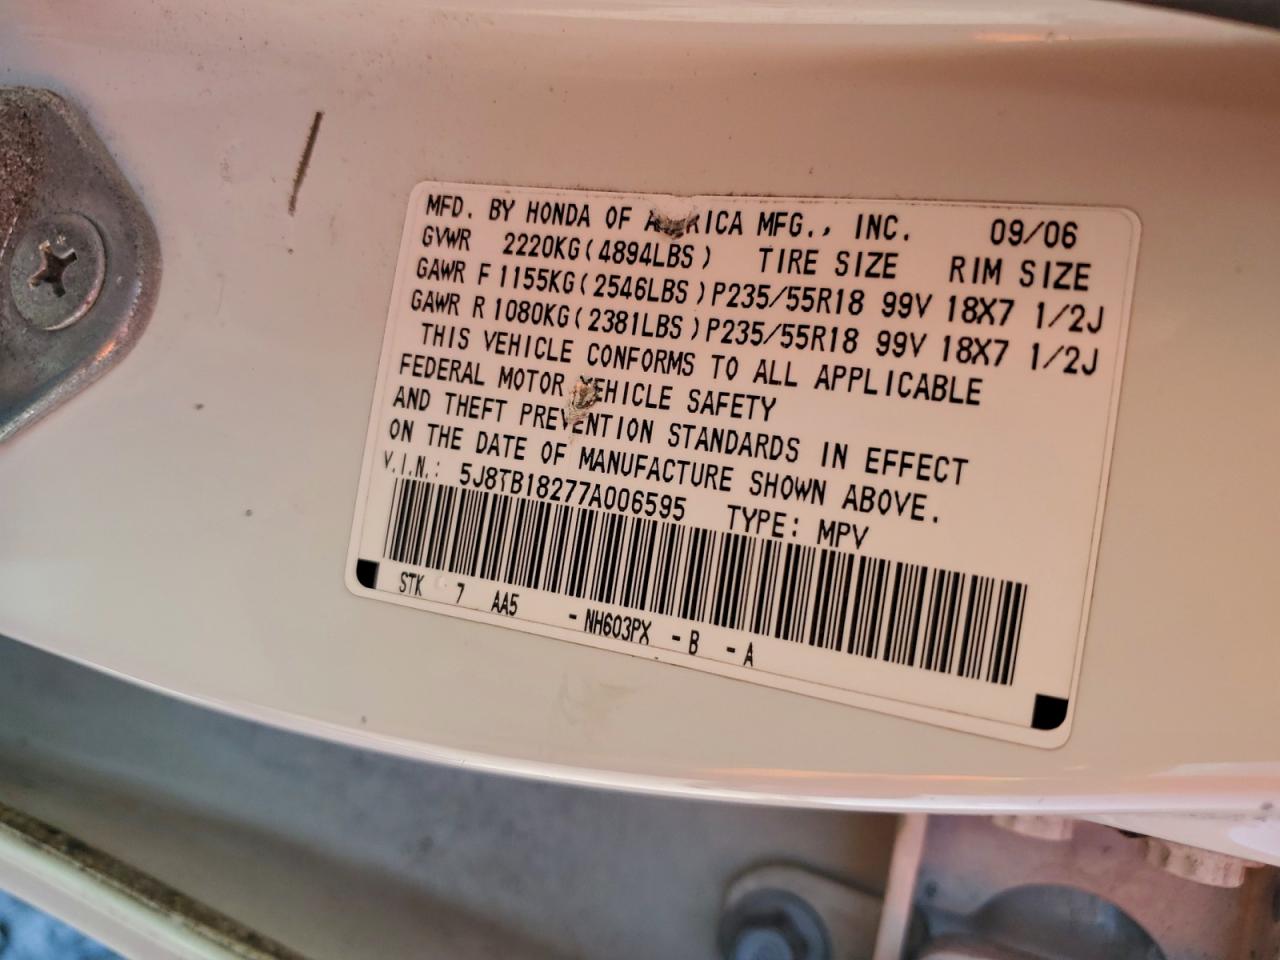 MFD. BY HONDA OF A RICA MFG., INC. 09/06
GVWR 2220KG(4894LBS) TIRE SIZE RIM SIZE
GAWR F 1155KG(2546LBS) P235/55R18 99V 18X7 1/2J
GAWR R 1080KG(2381LBS) P235/55R18 99V 18X7 1/2J
THIS VEHICLE CONFORMS TO ALL APPLICABLE
FEDERAL MOTOR VEHICLE SAFETY
AND THEFT PREVENTION STANDARDS IN EFFECT
ON THE DATE OF MANUFACTURE SHOWN ABOVE.
V.I.N.: 5J8TB18277A006595 TYPE: MPV
STK 7 AA5 - NH603PX - B - A